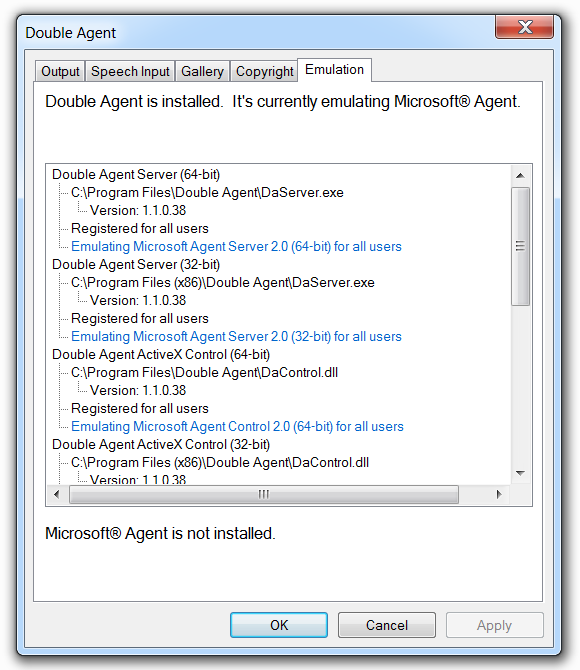 Double Agent
Output Speech Input Gallery Copyright Emulation
Double Agent is installed.  It's currently emulating Microsoft® Agent.
Double Agent Server (64-bit)
C:\Program Files\Double Agent\DaServer.exe
Version: 1.1.0.38
Registered for all users
Emulating Microsoft Agent Server 2.0 (64-bit) for all users
Double Agent Server (32-bit)
C:\Program Files (x86)\Double Agent\DaServer.exe
Version: 1.1.0.38
Registered for all users
Emulating Microsoft Agent Server 2.0 (32-bit) for all users
Double Agent ActiveX Control (64-bit)
C:\Program Files\Double Agent\DaControl.dll
Version: 1.1.0.38
Registered for all users
Emulating Microsoft Agent Control 2.0 (64-bit) for all users
Double Agent ActiveX Control (32-bit)
C:\Program Files (x86)\Double Agent\DaControl.dll
Version: 1.1.0.38
Microsoft® Agent is not installed.
OK Cancel Apply